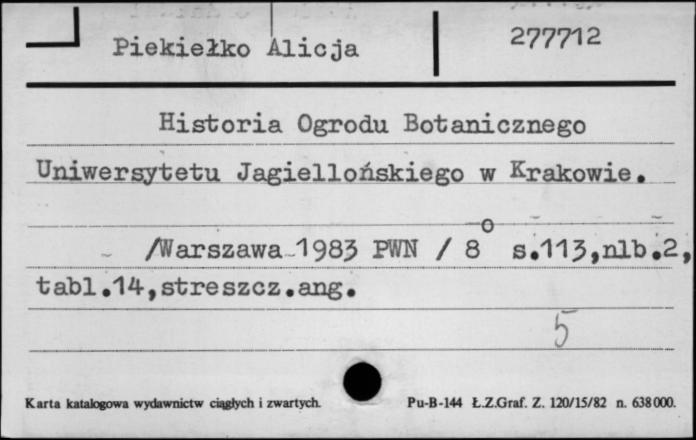 Piekiełko Alicja
277712
Historia Ogrodu Botanicznego
Uniwersytetu Jagiellońskiego w Krakowie.
/Warszawa 1983 PWN / 8° s.113,nlb.2,
tabl.14,streszcz.ang.
5
Karta katalogowa wydawnictw ciągłych i zwartych.
Pu-B-144 Ł.Z.Graf. Z. 120/15/82 n. 638000.